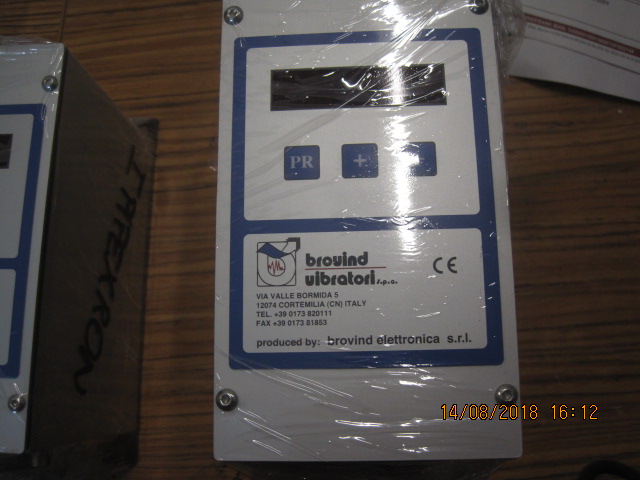 PR
+
brovind
vibratori s.p.a.
CE
VIA VALLE BORMIDA 5
12074 CORTEMILIA (CN) ITALY
TEL. +39 0173 820111
FAX +39 0173 81853
produced by: brovind elettronica s.r.l.
14/08/2018 16:12